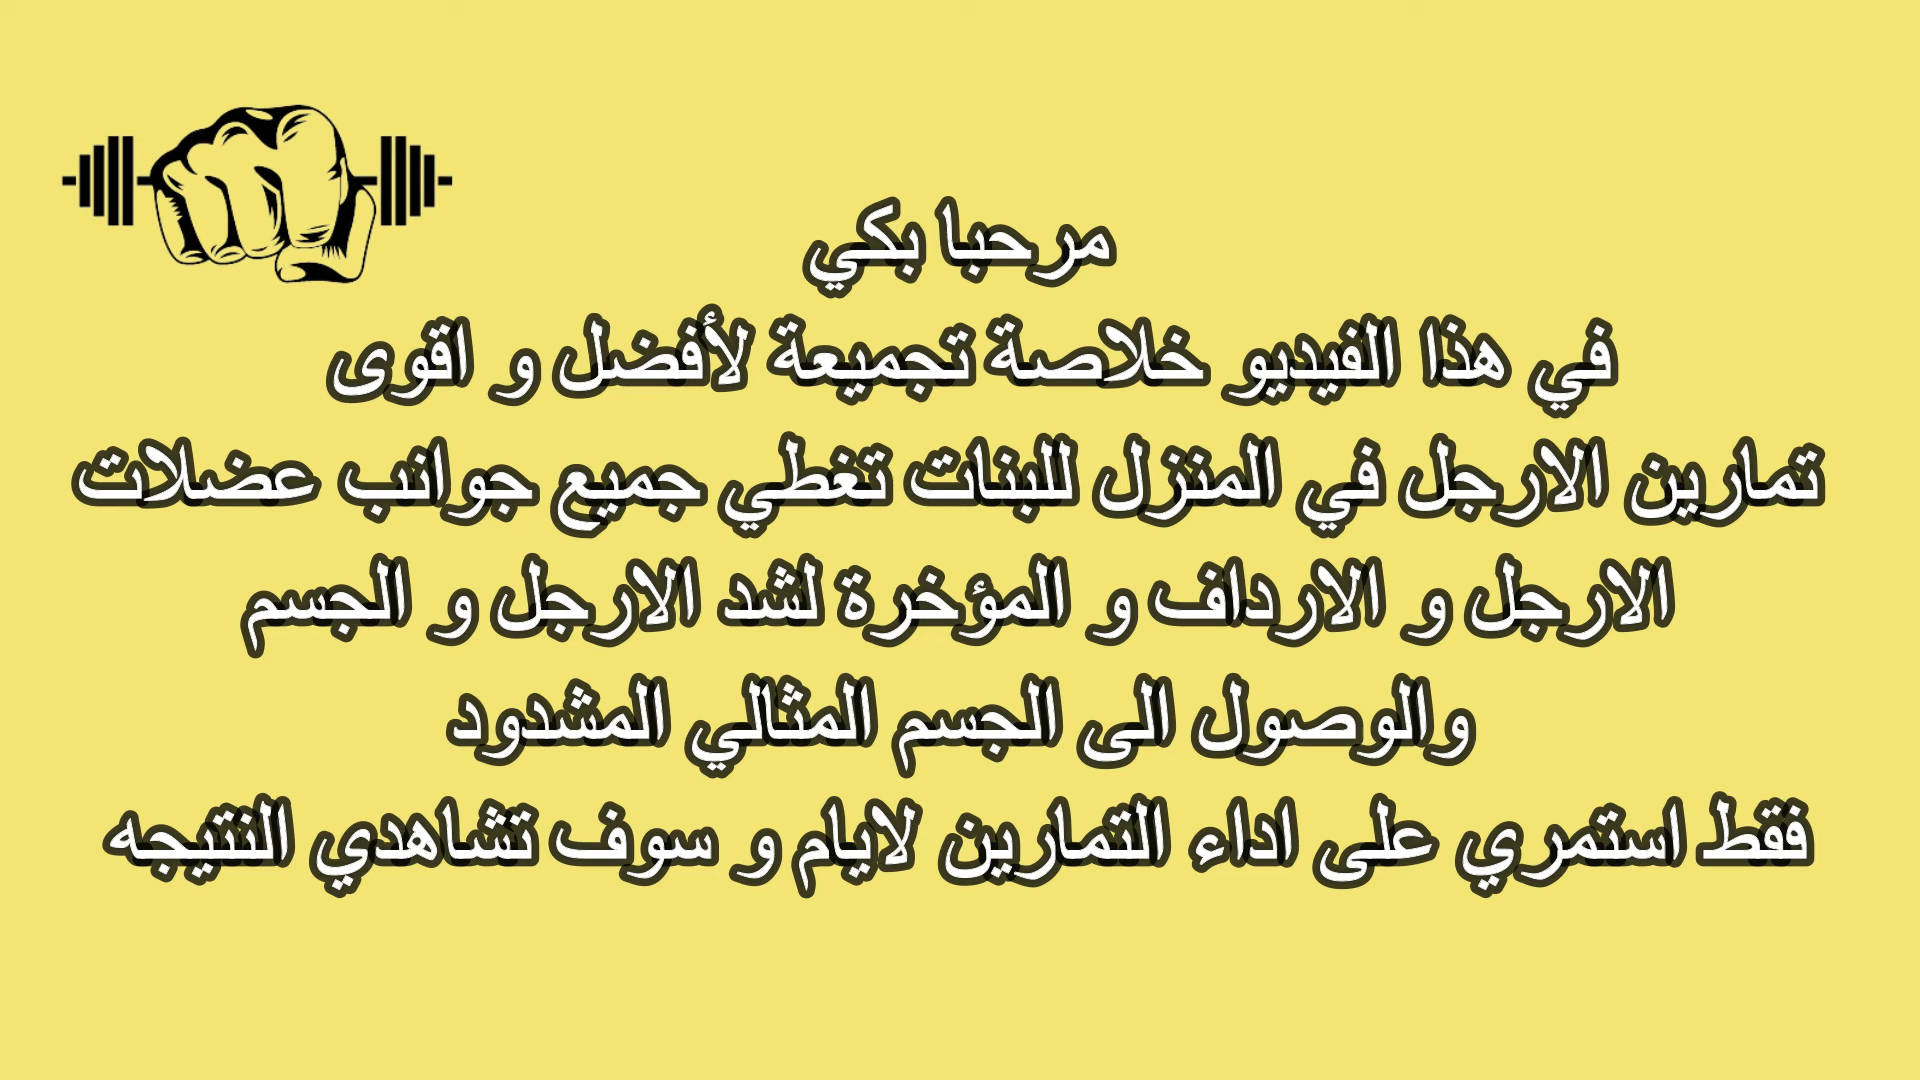 مرحبا بكي
في هذا الفيديو خلاصة تجميعة لأفضل و اقوى
تمارين الارجل في المنزل للبنات تغطي جميع جوانب عضلات
الارجل و الارداف و المؤخرة لشد الارجل و الجسم
والوصول الى الجسم المثالي المشدود
فقط استمري على اداء التمارين لايام و سوف تشاهدي النتيجه